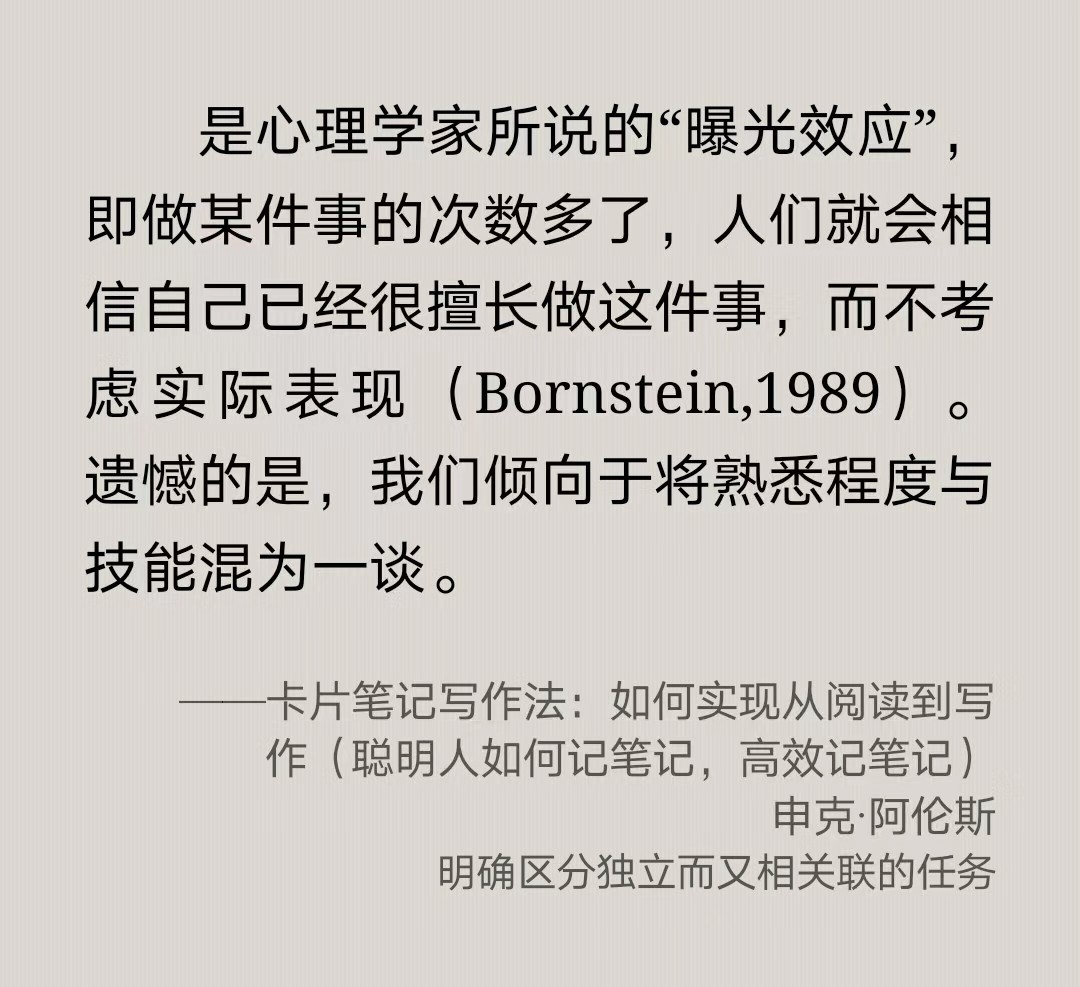 是心理学家所说的“曝光效应”，
即做某件事的次数多了，人们就会相
信自己已经很擅长做这件事，而不考
虑实际表现（Bornstein,1989）。
遗憾的是，我们倾向于将熟悉程度与
技能混为一谈。
——卡片笔记写作法：如何实现从阅读到写
作（聪明人如何记笔记，高效记笔记）
申克·阿伦斯
明确区分独立而又相关联的任务